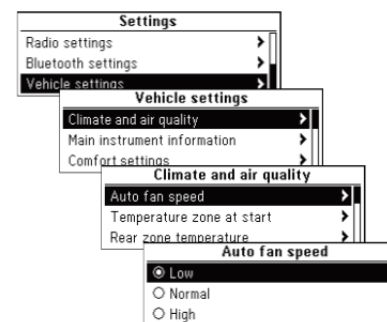 Settings
Radio settings
Bluetooth settings
Vehicle settings
Vehicle settings
Climate and air quality
Main instrument information
Comfort settings
Climate and air quality
Auto fan speed
Temperature zone at start
Rear zone temperature
Auto fan speed
Low
Normal
High